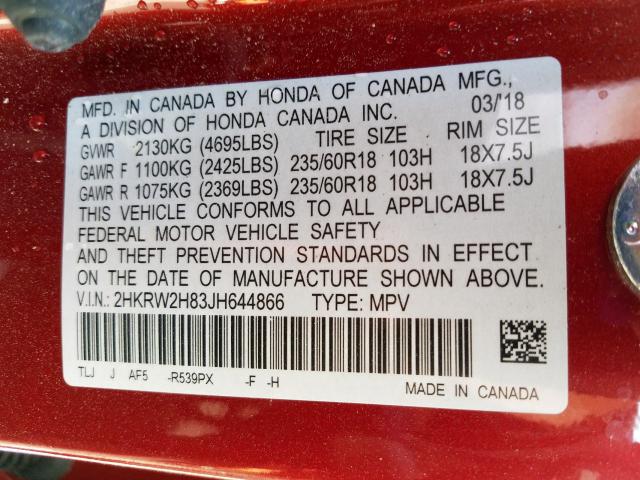 MFD. IN CANADA BY HONDA OF CANADA MFG.,
A DIVISION OF HONDA CANADA INC. 03/'18
GVWR 2130KG (4695LBS) TIRE SIZE RIM SIZE
GAWR F 1100KG (2425LBS) 235/60R18 103H 18X7.5J
GAWR R 1075KG (2369LBS) 235/60R18 103H 18X7.5J
THIS VEHICLE CONFORMS TO ALL APPLICABLE
FEDERAL MOTOR VEHICLE SAFETY
AND THEFT PREVENTION STANDARDS IN EFFECT
ON THE DATE OF MANUFACTURE SHOWN ABOVE.
V.I.N.: 2HKRW2H83JH644866 TYPE: MPV
TLJ J AF5 -R539PX -F -H
MADE IN CANADA